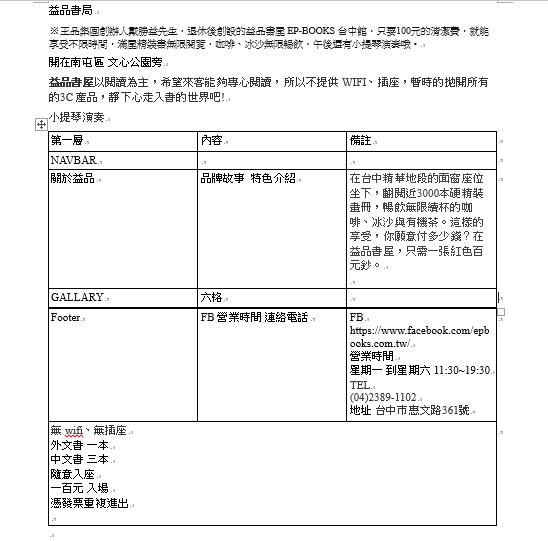 益品書局
※王品集團創辦人戴勝益先生，退休後創設的益品書屋 EP-BOOKS 台中館，只要100元的清潔費，就能
享受不限時間，滿屋精裝書無限閱覽，咖啡、冰沙無限暢飲，午後還有小提琴演奏哦。
開在南屯區 文心公園旁
益品書屋以閱讀為主，希望來客能夠專心閱讀，所以不提供 WIFI、插座，暫時的拋開所有
的3C 產品，靜下心走入書的世界吧!
小提琴演奏
第一層 內容 備註
NAVBAR
關於益品 品牌故事 特色介紹 在台中精華地段的面窗座位
坐下，翻閱近3000本硬精裝
畫冊，暢飲無限續杯的咖
啡、冰沙與有機茶。這樣的
享受，你願意付多少錢？在
益品書屋，只需一張紅色百
元鈔。
GALLARY 六格
Footer FB 營業時間 連絡電話 FB
https://www.facebook.com/epb
ooks.com.tw/
營業時間
星期一 到星期六 11:30~19:30
TEL
(04)2389-1102
地址 台中市惠文路361號
無 wifi、無插座
外文書 一本
中文書 三本
隨意入座
一百元 入場
憑發票重複進出